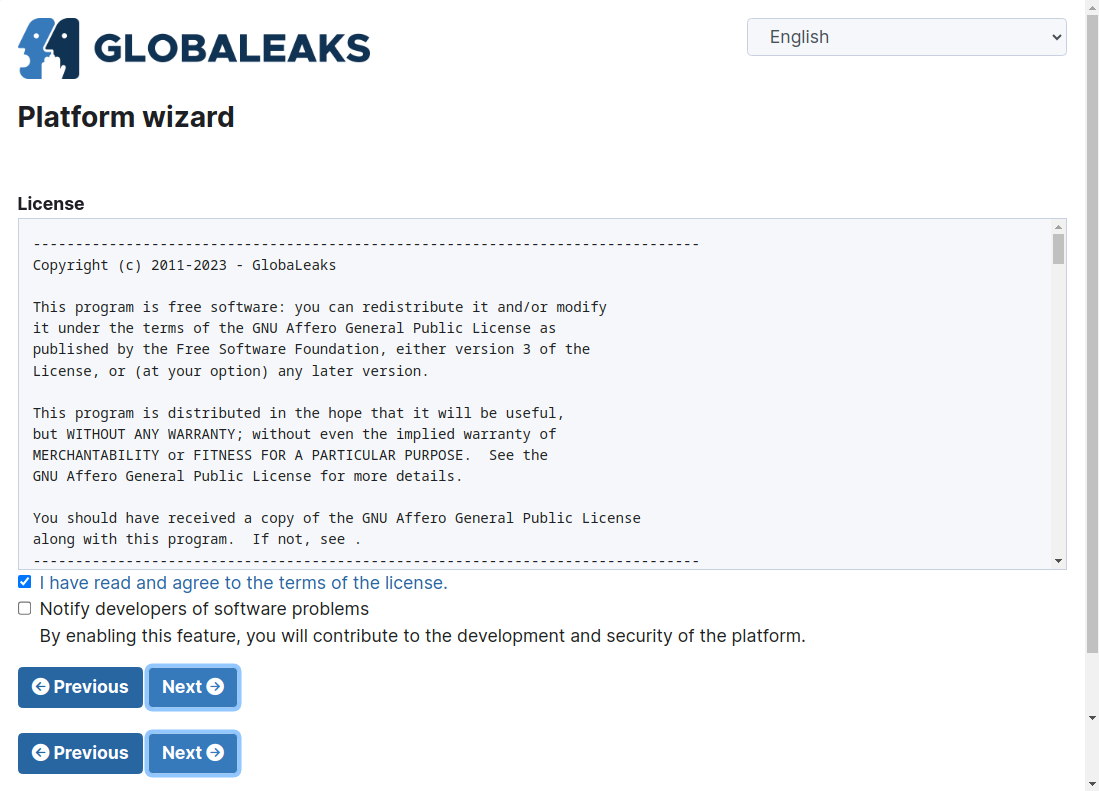 GLOBALEAKS
English
Platform wizard
License
-------------------------------------------------------------------------------
Copyright (c) 2011-2023 - GlobaLeaks
This program is free software: you can redistribute it and/or modify
it under the terms of the GNU Affero General Public License as
published by the Free Software Foundation, either version 3 of the
License, or (at your option) any later version.
This program is distributed in the hope that it will be useful,
but WITHOUT ANY WARRANTY; without even the implied warranty of
MERCHANTABILITY or FITNESS FOR A PARTICULAR PURPOSE.  See the
GNU Affero General Public License for more details.
You should have received a copy of the GNU Affero General Public License
along with this program.  If not, see .
-------------------------------------------------------------------------------
I have read and agree to the terms of the license.
Notify developers of software problems
By enabling this feature, you will contribute to the development and security of the platform.
Previous Next
Previous Next